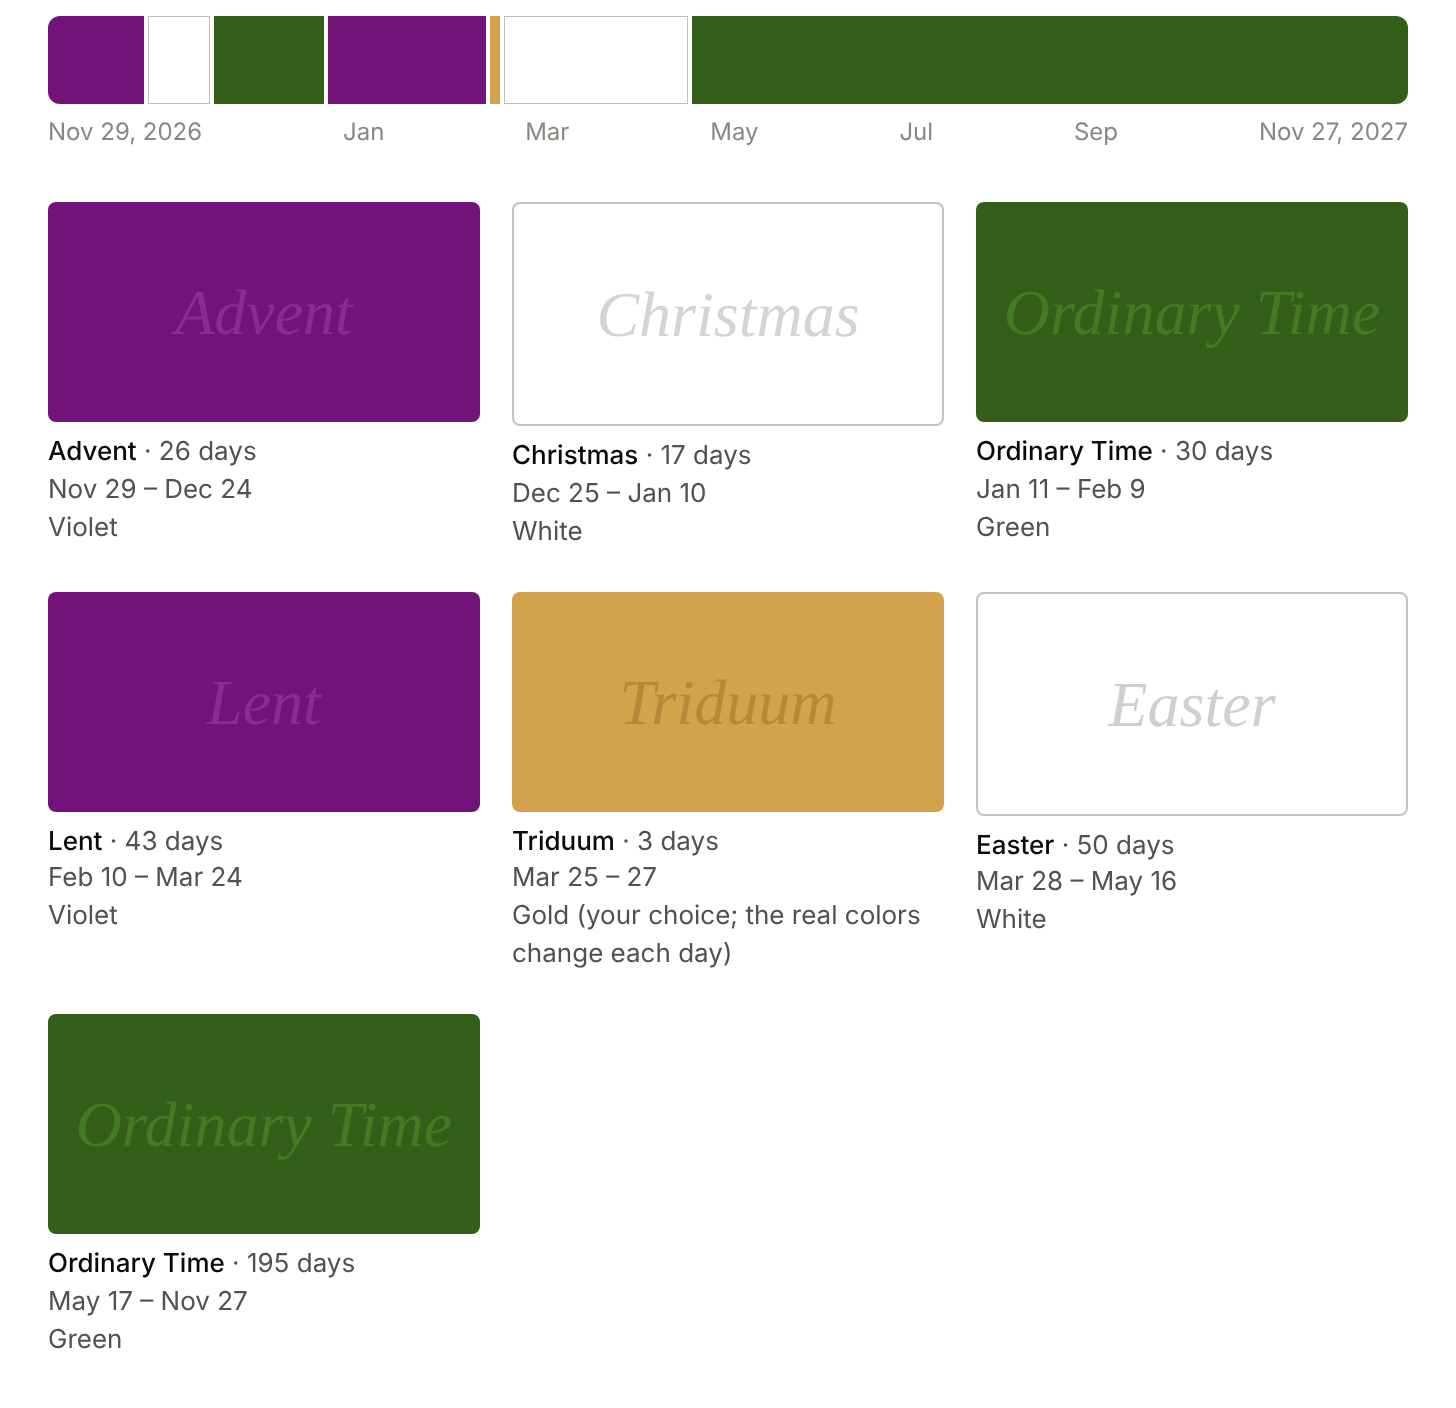 Nov 29, 2026 Jan Mar May Jul Sep Nov 27, 2027
Advent
Advent · 26 days
Nov 29 – Dec 24
Violet
Christmas
Christmas · 17 days
Dec 25 – Jan 10
White
Ordinary Time
Ordinary Time · 30 days
Jan 11 – Feb 9
Green
Lent
Lent · 43 days
Feb 10 – Mar 24
Violet
Triduum
Triduum · 3 days
Mar 25 – 27
Gold (your choice; the real colors
change each day)
Easter
Easter · 50 days
Mar 28 – May 16
White
Ordinary Time
Ordinary Time · 195 days
May 17 – Nov 27
Green